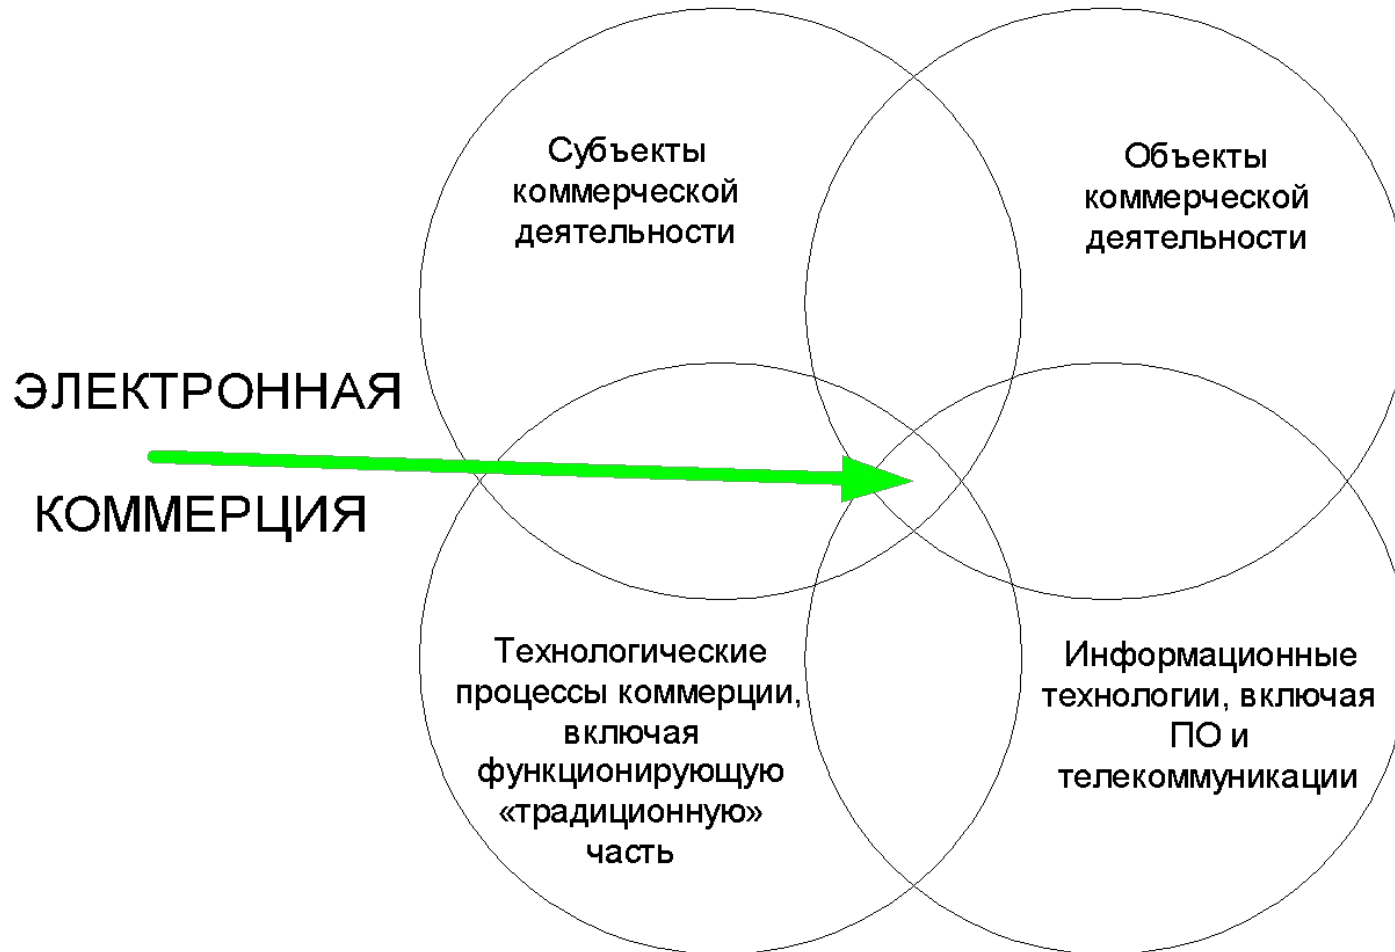 Субъекты
коммерческой
деятельности
Объекты
коммерческой
деятельности
ЭЛЕКТРОННАЯ
КОММЕРЦИЯ
Технологические
процессы коммерции,
включая
функционирующую
«традиционную»
часть
Информационные
технологии, включая
ПО и
телекоммуникации